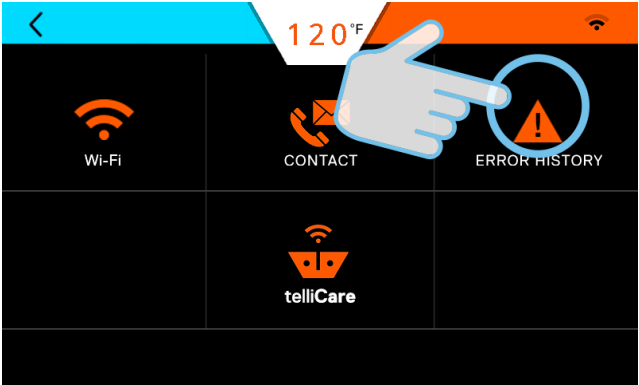 120°F
Wi-Fi
CONTACT
ERROR HISTORY
telliCare